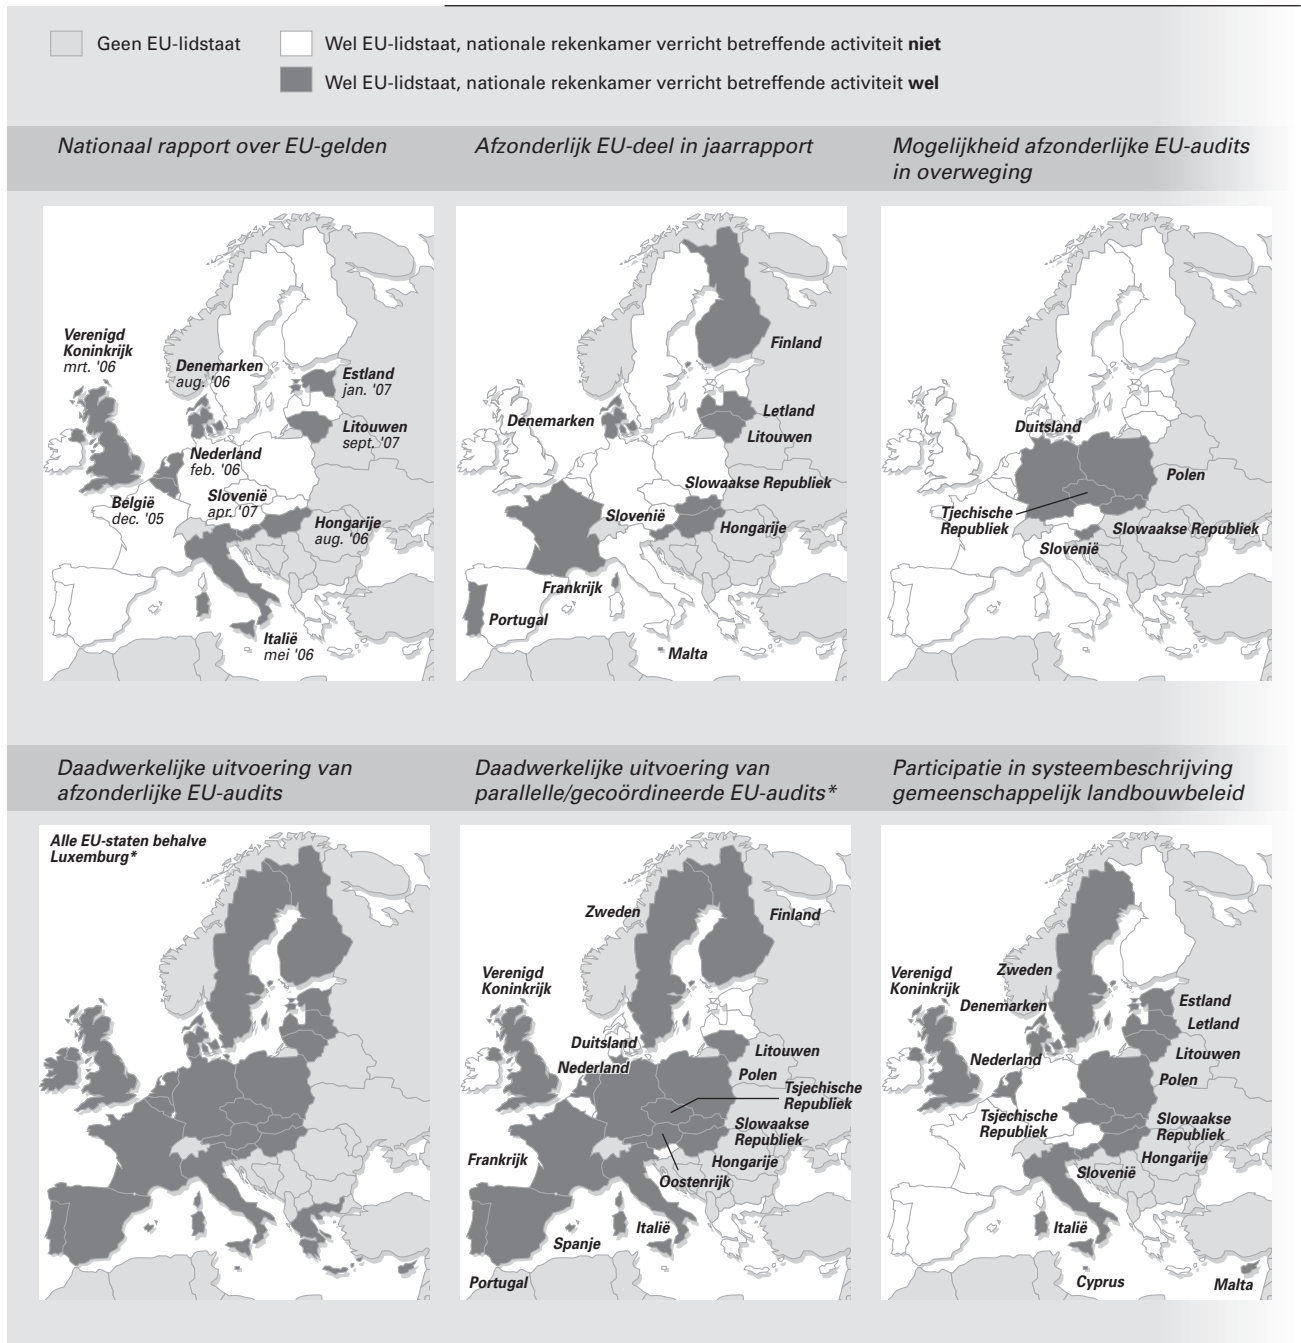 Geen EU-lidstaat
Wel EU-lidstaat, nationale rekenkamer verricht betreffende activiteit niet
Wel EU-lidstaat, nationale rekenkamer verricht betreffende activiteit wel
Nationaal rapport over EU-gelden
Verenigd
Koninkrijk
mrt. '06
Denemarken
aug. '06
Estland
jan. '07
Litouwen
sept. '07
Nederland
feb. '06
België
dec. '05
Slovenië
apr. '07
Hongarije
aug. '06
Italië
mei '06
Afzonderlijk EU-deel in jaarrapport
Finland
Denemarken
Letland
Litouwen
Slowaakse Republiek
Slovenië
Hongarije
Frankrijk
Portugal
Malta
Mogelijkheid afzonderlijke EU-audits
in overweging
Duitsland
Polen
Tjechische
Republiek
Slowaakse Republiek
Slovenië
Daadwerkelijke uitvoering van
afzonderlijke EU-audits
Alle EU-staten behalve
Luxemburg*
Daadwerkelijke uitvoering van
parallelle/gecoördineerde EU-audits*
Zweden
Finland
Verenigd
Koninkrijk
Duitsland
Nederland
Litouwen
Polen
Tsjechische
Republiek
Slowaakse
Republiek
Hongarije
Oostenrijk
Frankrijk
Italië
Spanje
Portugal
Participatie in systeembeschrijving
gemeenschappelijk landbouwbeleid
Verenigd
Koninkrijk
Zweden
Denemarken
Estland
Letland
Litouwen
Nederland
Polen
Tsjechische
Republiek
Slowaakse
Republiek
Hongarije
Slovenië
Italië
Cyprus
Malta